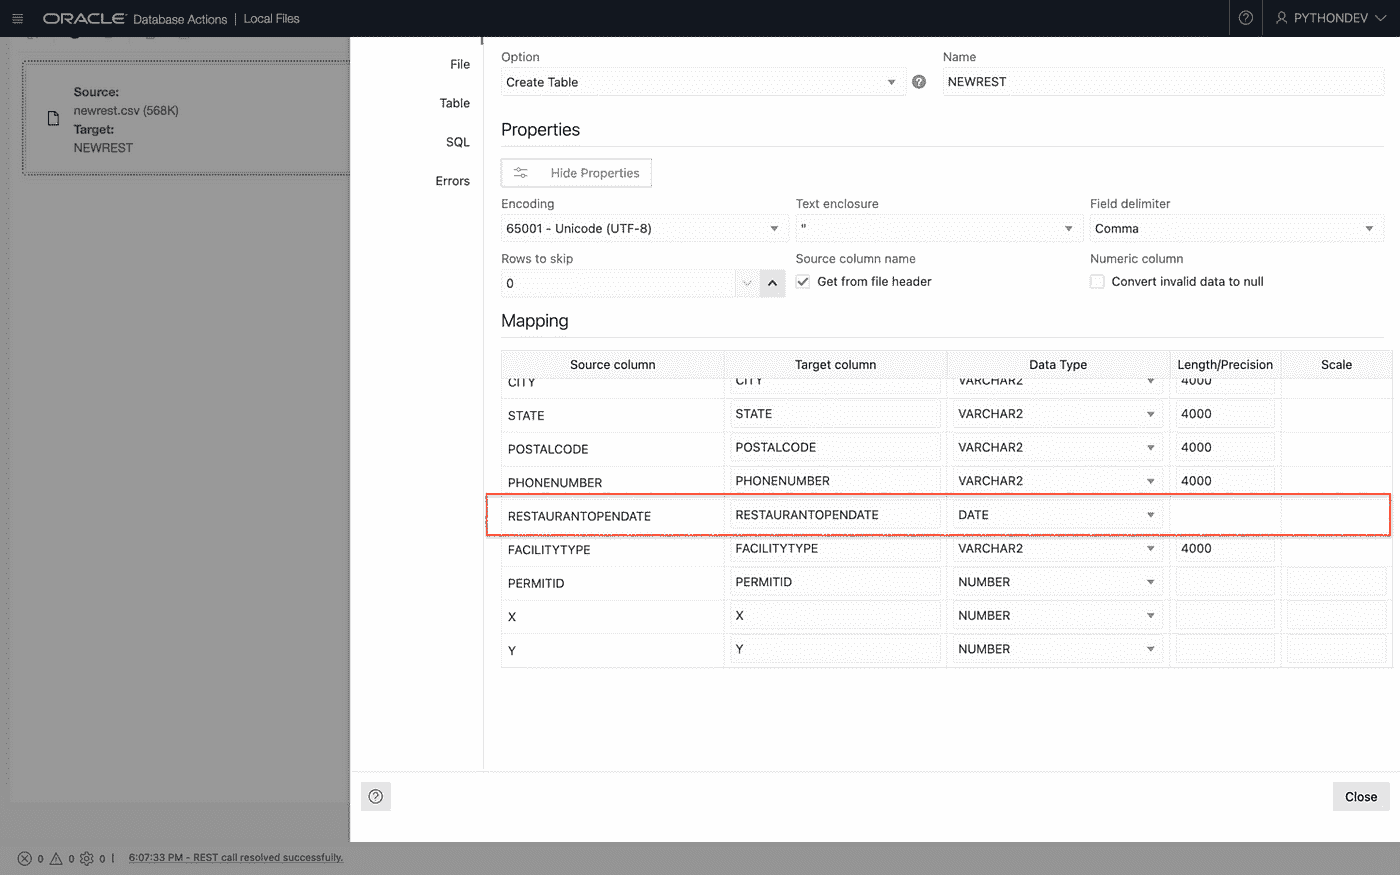 ORACLE Database Actions | Local Files
PYTHONDEV
Source:
newrest.csv (568K)
Target:
NEWREST
File
Table
SQL
Errors
Option
Name
Create Table
NEWREST
Properties
Hide Properties
Encoding
Text enclosure
Field delimiter
65001 - Unicode (UTF-8)
"
Comma
Rows to skip
Source column name
Numeric column
0
Get from file header
Convert invalid data to null
Mapping
Source column Target column Data Type Length/Precision Scale
CITY CITY VARCHAR2 4000
STATE STATE VARCHAR2 4000
POSTALCODE POSTALCODE VARCHAR2 4000
PHONENUMBER PHONENUMBER VARCHAR2 4000
RESTAURANTOPENDATE RESTAURANTOPENDATE DATE
FACILITYTYPE FACILITYTYPE VARCHAR2 4000
PERMITID PERMITID NUMBER
X X NUMBER
Y Y NUMBER
Close
0 0 0 | 6:07:33 PM - REST call resolved successfully.